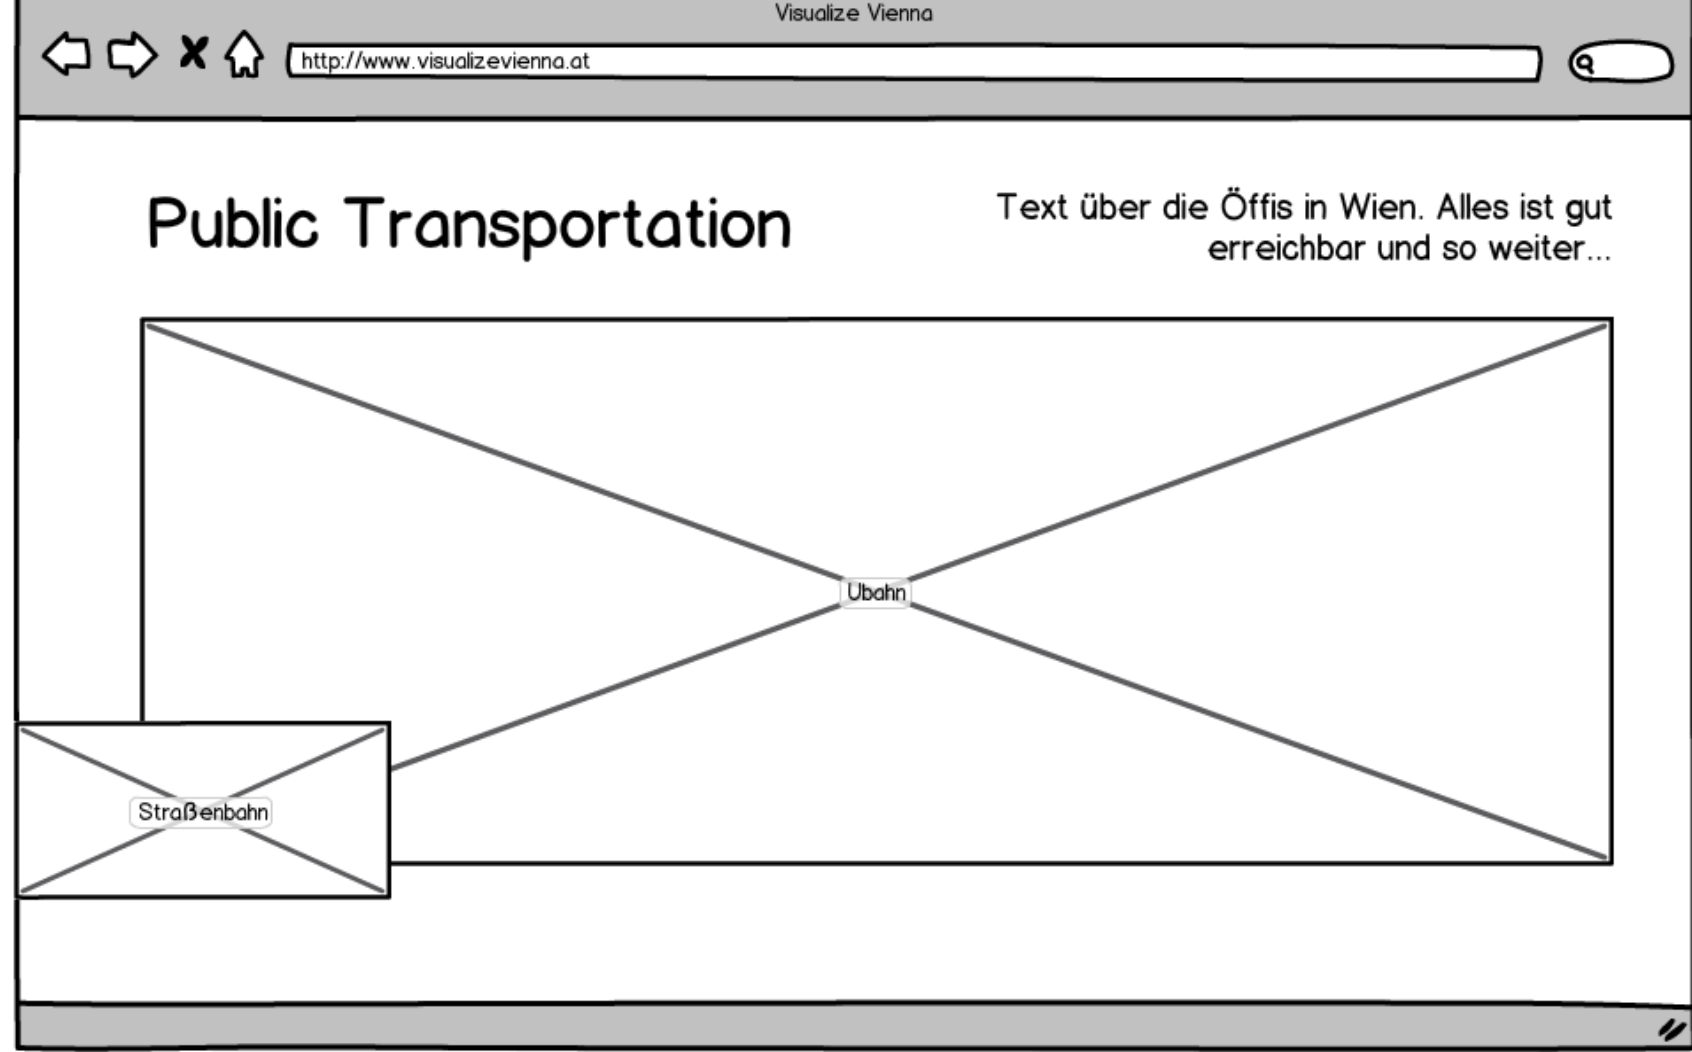 Visualize Vienna
http://www.visualizevienna.at
Public Transportation
Text über die Öffis in Wien. Alles ist gut
erreichbar und so weiter...
Ubahn
Straßenbahn